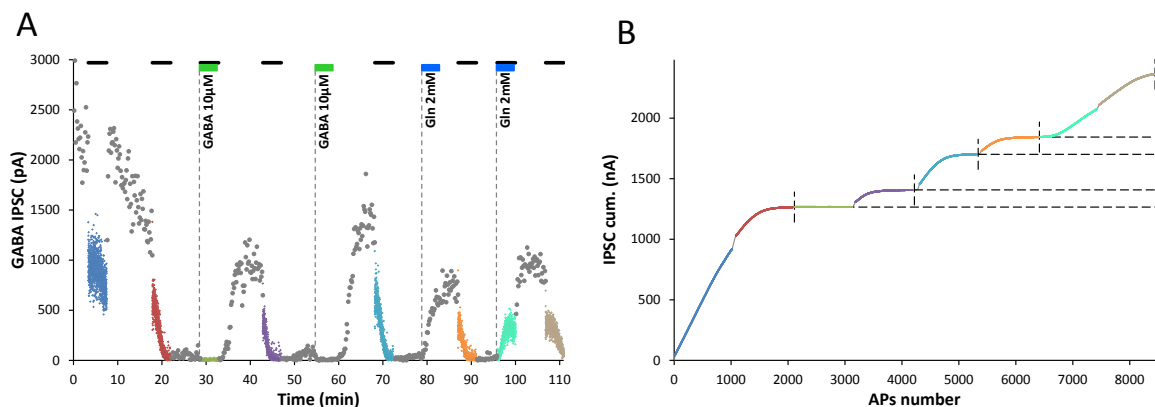 A
GABA IPSC (pA)
3000
2500
2000
1500
1000
500
0
GABA 10µM
GABA 10µM
Gln 2mM
Gln 2mM
0 10 20 30 40 50 60 70 80 90 100 110
Time (min)
B
IPSC cum. (nA)
2000
1500
1000
500
0
0 1000 2000 3000 4000 5000 6000 7000 8000
APs number